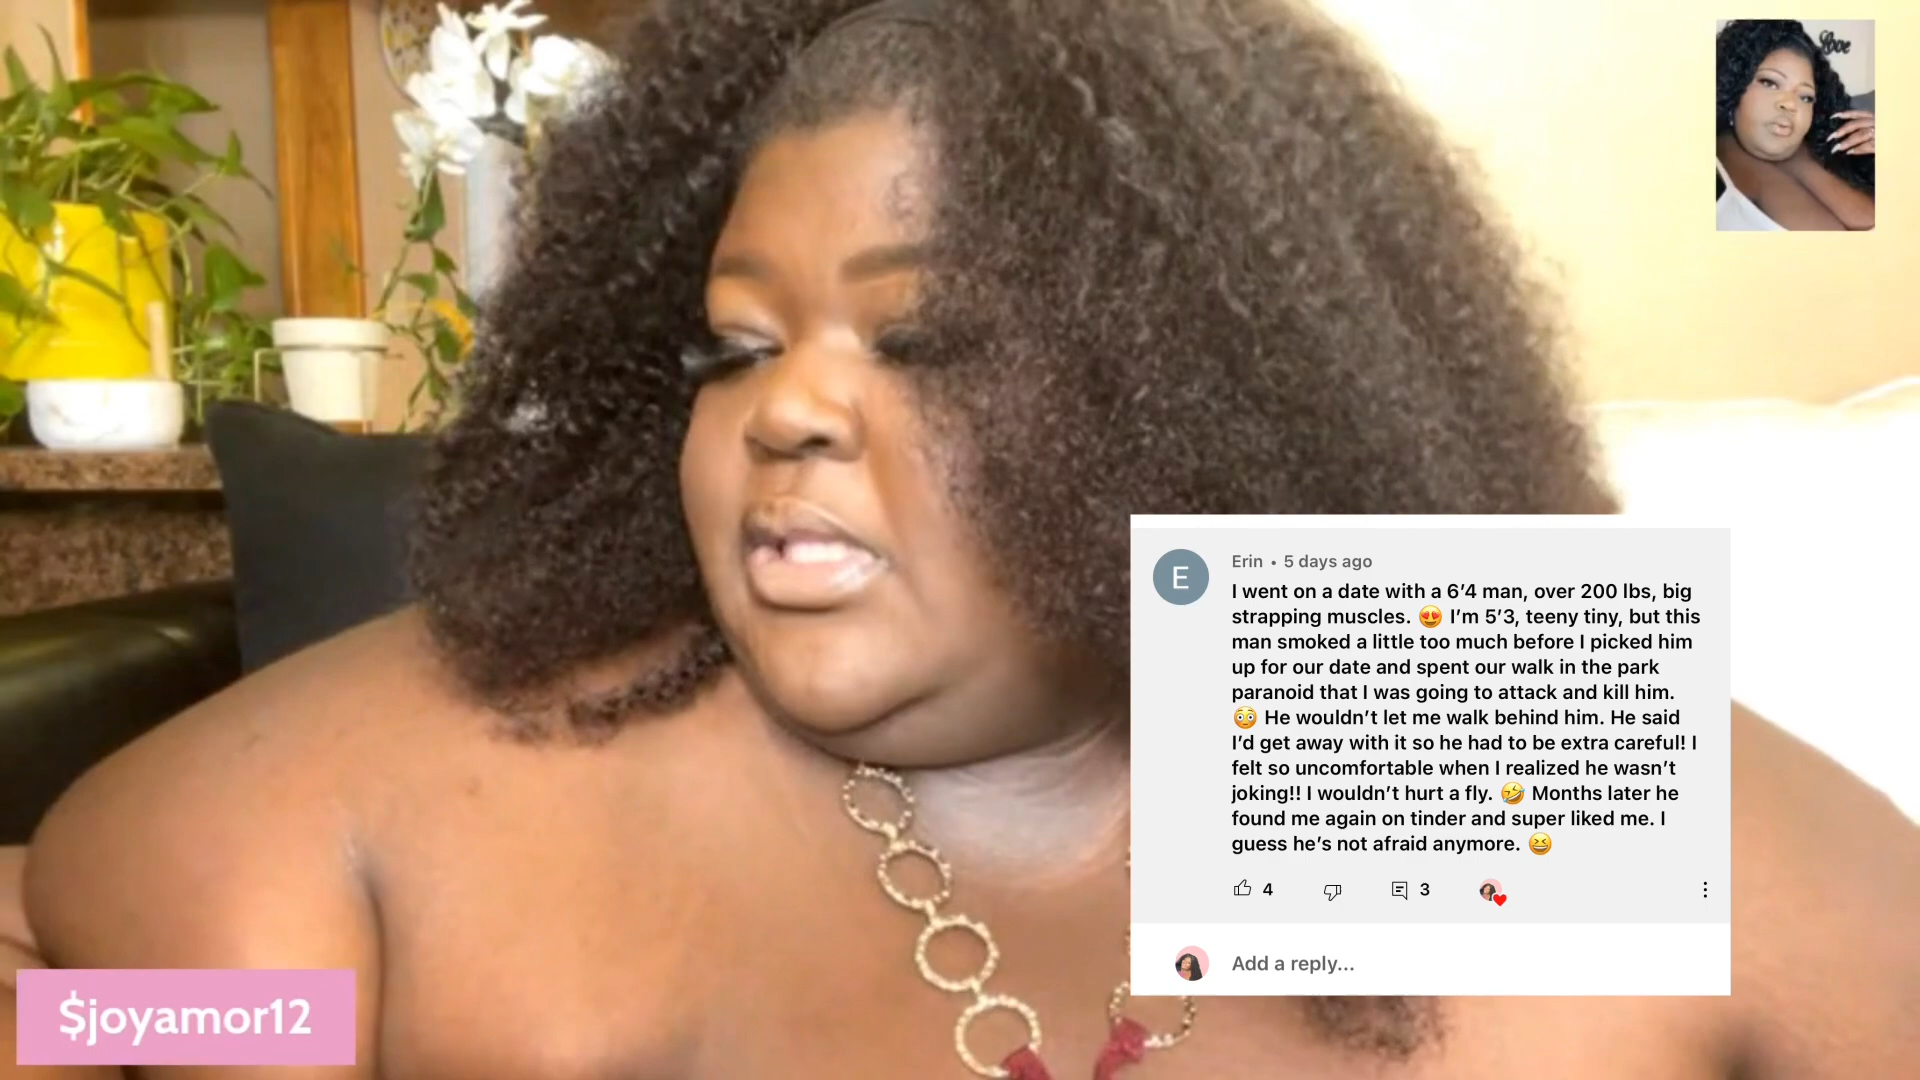 Love
E
Erin • 5 days ago
I went on a date with a 6'4 man, over 200 lbs, big
strapping muscles. 😍 I'm 5'3, teeny tiny, but this
man smoked a little too much before I picked him
up for our date and spent our walk in the park
paranoid that I was going to attack and kill him.
😳 He wouldn't let me walk behind him. He said
I'd get away with it so he had to be extra careful! I
felt so uncomfortable when I realized he wasn't
joking!! I wouldn't hurt a fly. 🤣 Months later he
found me again on tinder and super liked me. I
guess he's not afraid anymore. 😆
4 3
Add a reply...
$joyamor12